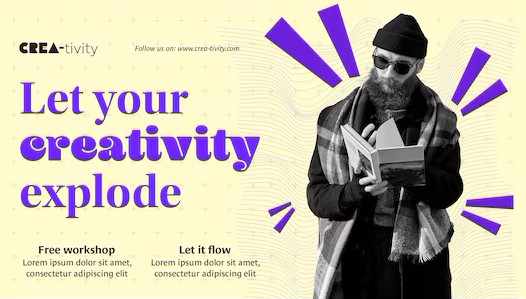 CREA-tivity
Follow us on: www.crea-tivity.com
Let your
creativity
explode
Free workshop
Lorem ipsum dolor sit amet,
consectetur adipiscing elit
Let it flow
Lorem ipsum dolor sit amet,
consectetur adipiscing elit